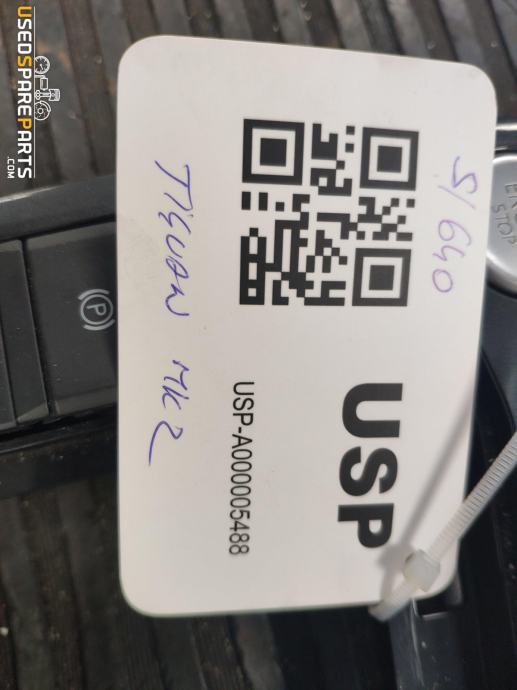 USEDSPAREPARTS
.COM
S/640
USP
USP-A000005488
TIGUAN MK2
(P)
STOP